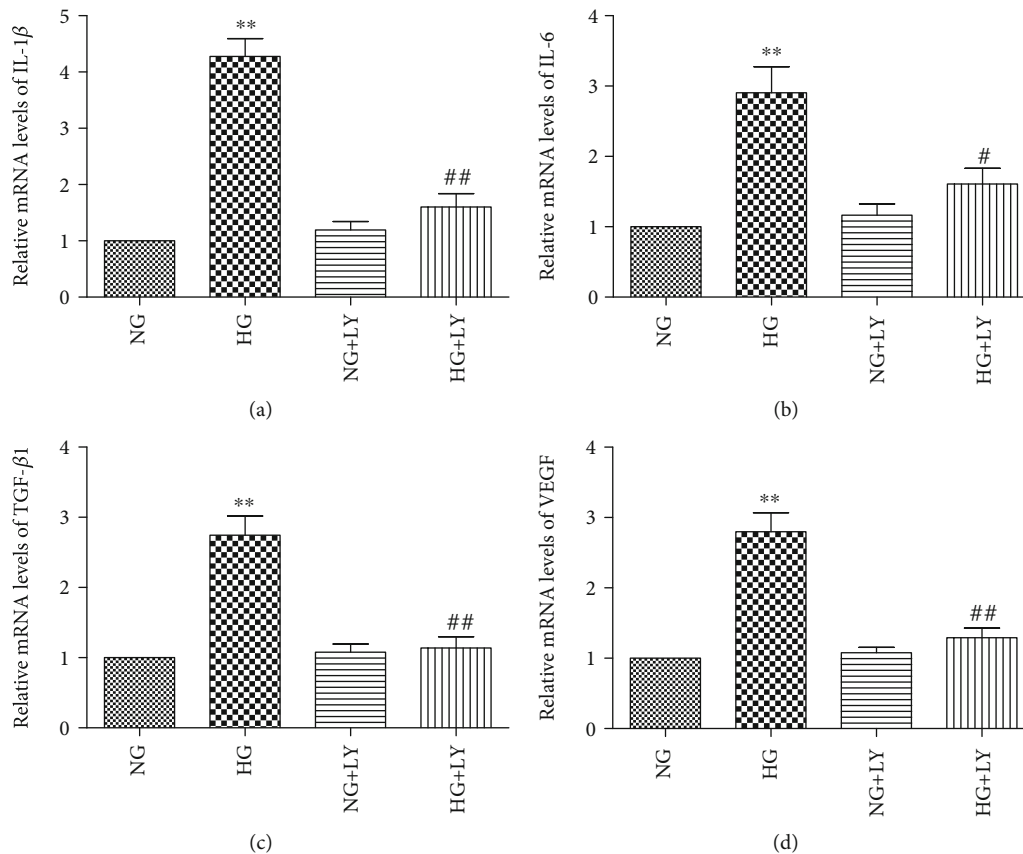 Relative mRNA levels of IL-1β
5
4
3
2
1
0
**
##
NG
HG
NG+LY
HG+LY
(a)
Relative mRNA levels of IL-6
4
3
2
1
0
**
#
NG
HG
NG+LY
HG+LY
(b)
Relative mRNA levels of TGF-β1
4
3
2
1
0
**
##
NG
HG
NG+LY
HG+LY
(c)
Relative mRNA levels of VEGF
4
3
2
1
0
**
##
NG
HG
NG+LY
HG+LY
(d)